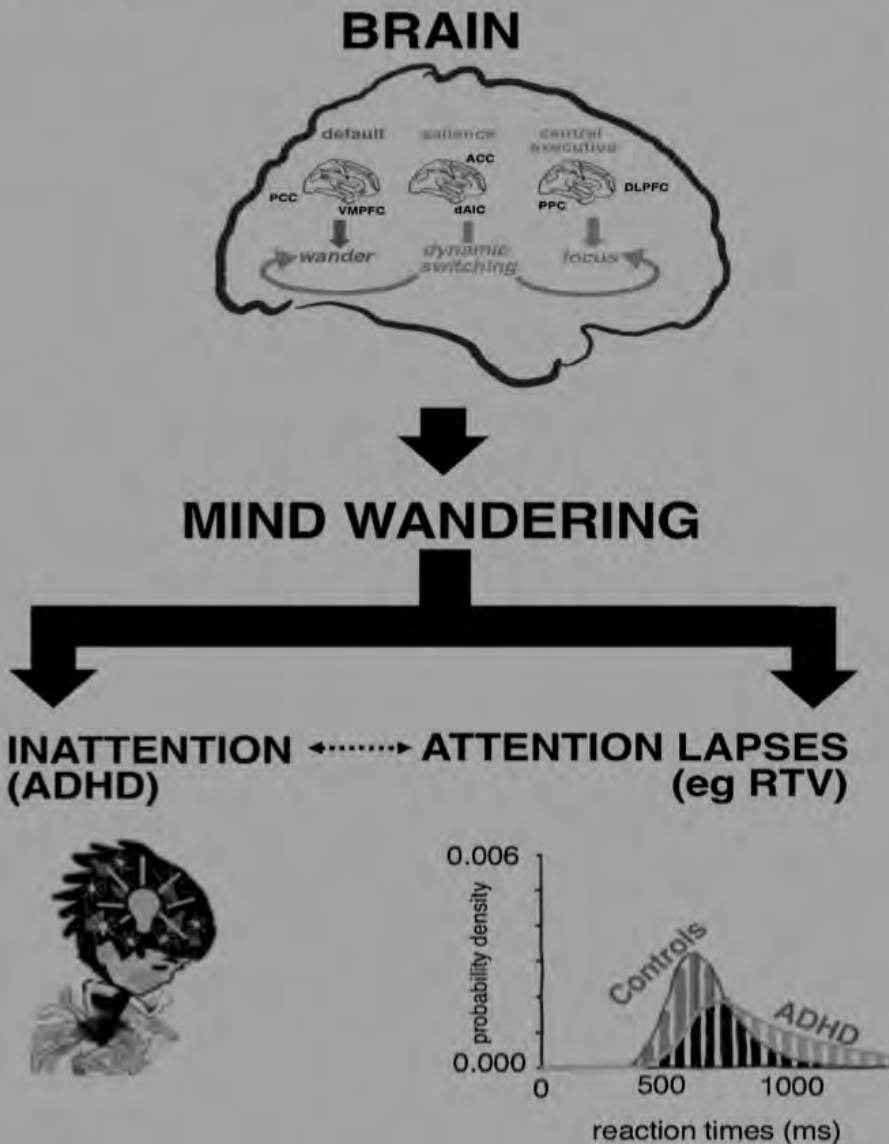 BRAIN
default salience central
executive
ACC
PCC
VMPFC
dAIC
PPC
DLPFC
wander
dynamic
switching
focus
MIND WANDERING
INATTENTION
(ADHD)
ATTENTION LAPSES
(eg RTV)
0.006
probability density
Controls
ADHD
0.000
0
500
1000
reaction times (ms)